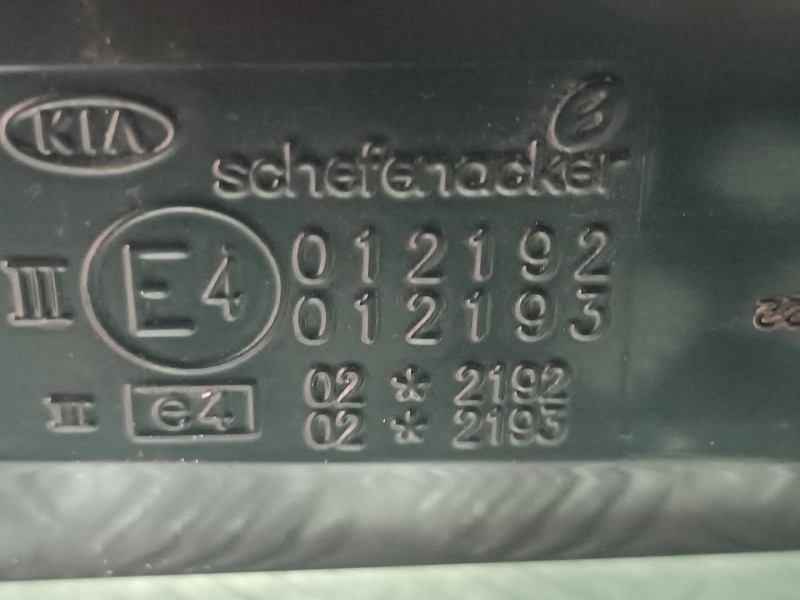 KIA
schefenacker
III E4 012192
012193
II e4 02 * 2192
02 * 2193